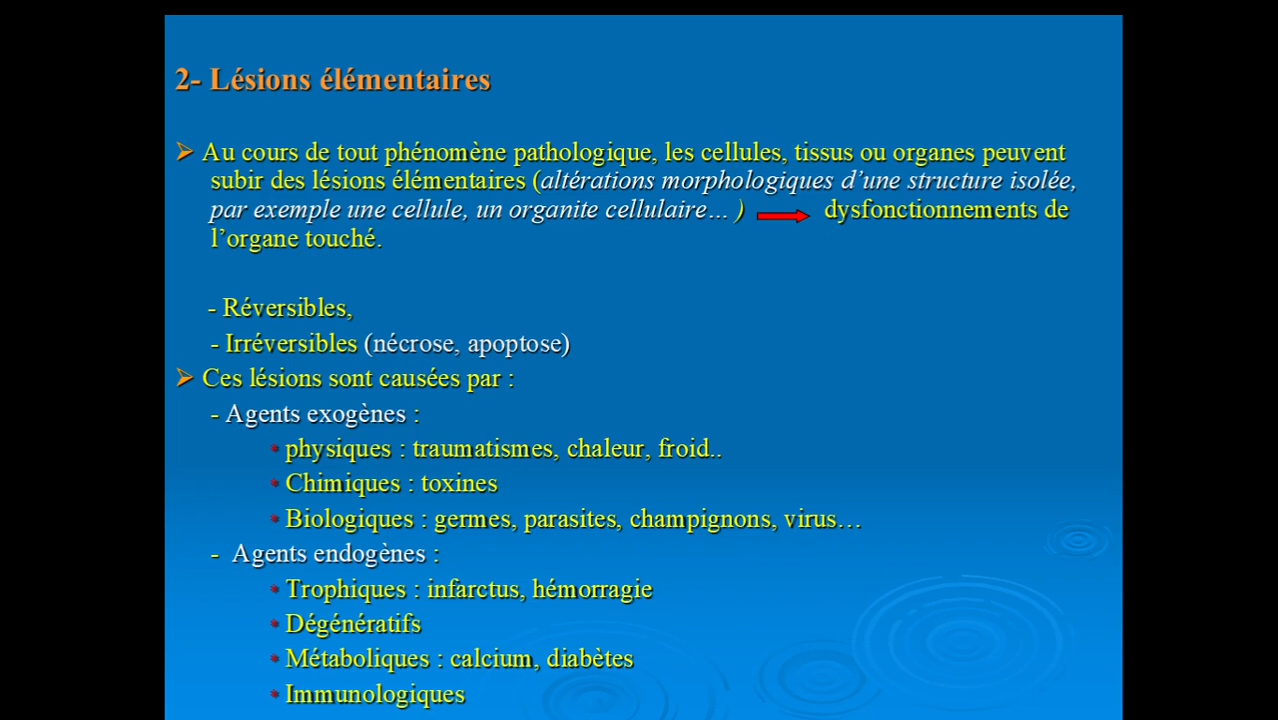 2- Lésions élémentaires
➢ Au cours de tout phénomène pathologique, les cellules, tissus ou organes peuvent
subir des lésions élémentaires (altérations morphologiques d’une structure isolée,
par exemple une cellule, un organite cellulaire… ) dysfonctionnements de
l’organe touché.
- Réversibles,
- Irréversibles (nécrose, apoptose)
➢ Ces lésions sont causées par :
- Agents exogènes :
* physiques : traumatismes, chaleur, froid..
* Chimiques : toxines
* Biologiques : germes, parasites, champignons, virus…
- Agents endogènes :
* Trophiques : infarctus, hémorragie
* Dégénératifs
* Métaboliques : calcium, diabètes
* Immunologiques